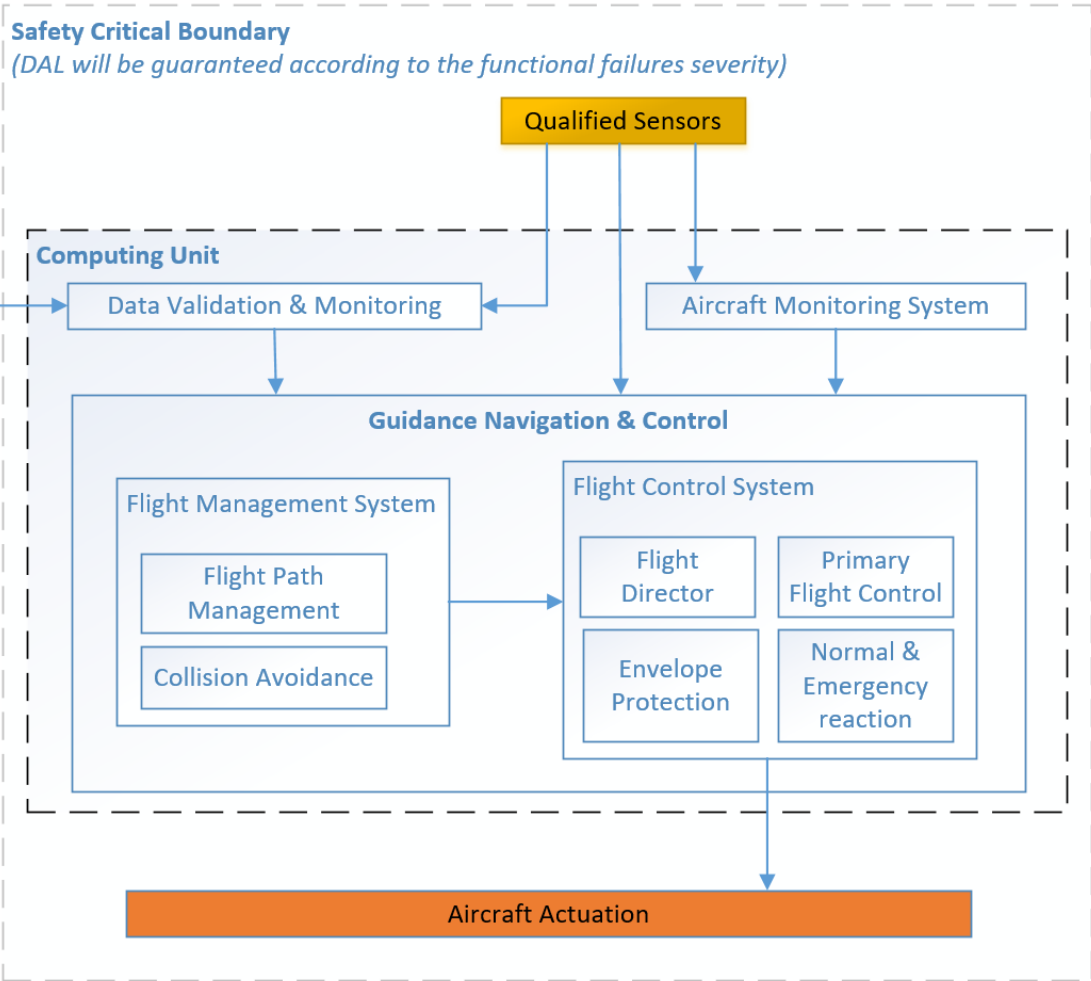 Safety Critical Boundary
(DAL will be guaranteed according to the functional failures severity)
Qualified Sensors
Computing Unit
Data Validation & Monitoring
Aircraft Monitoring System
Guidance Navigation & Control
Flight Management System
Flight Path
Management
Collision Avoidance
Flight Control System
Flight
Director
Primary
Flight Control
Envelope
Protection
Normal &
Emergency
reaction
Aircraft Actuation